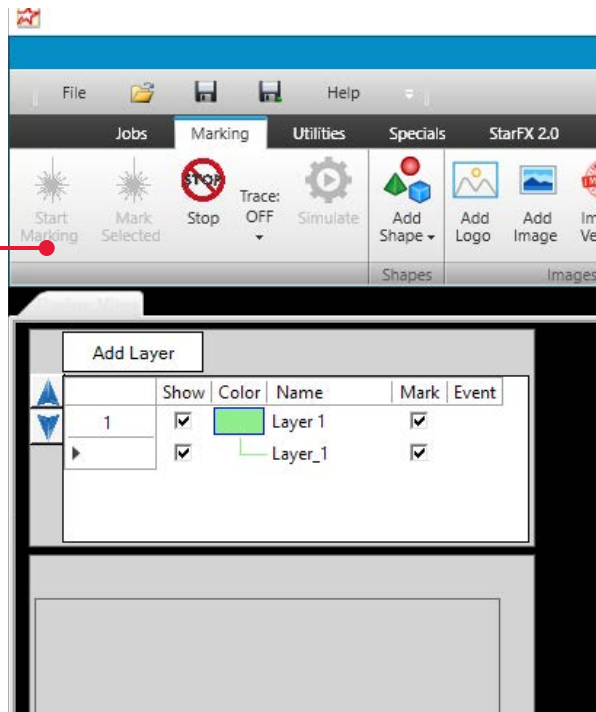 File Help
Jobs Marking Utilities Specials StarFX 2.0
STOP
Start Marking
Mark Selected
Stop
Trace: OFF
Simulate
Add Shape
Add Logo
Add Image
Shapes Images
Add Layer
Show Color Name Mark Event
1 Layer 1
Layer_1